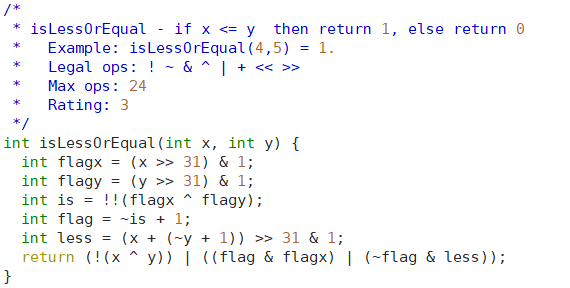 /*
 * isLessOrEqual - if x <= y  then return 1, else return 0
 *   Example: isLessOrEqual(4,5) = 1.
 *   Legal ops: ! ~ & ^ | + << >>
 *   Max ops: 24
 *   Rating: 3
 */
int isLessOrEqual(int x, int y) {
  int flagx = (x >> 31) & 1;
  int flagy = (y >> 31) & 1;
  int is = !!(flagx ^ flagy);
  int flag = ~is + 1;
  int less = (x + (~y + 1)) >> 31 & 1;
  return (!(x ^ y)) | ((flag & flagx) | (~flag & less));
}